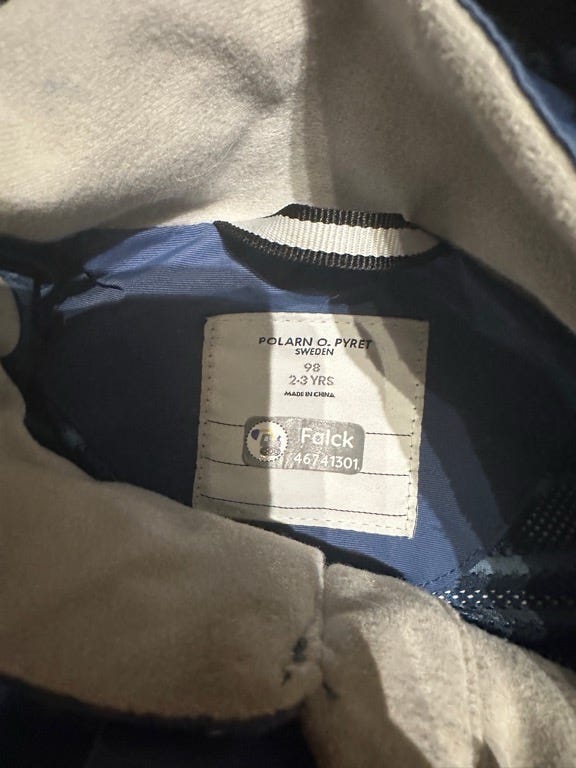 POLARN O. PYRET
SWEDEN
98
2-3 YRS
MADE IN CHINA
Falck
46741301